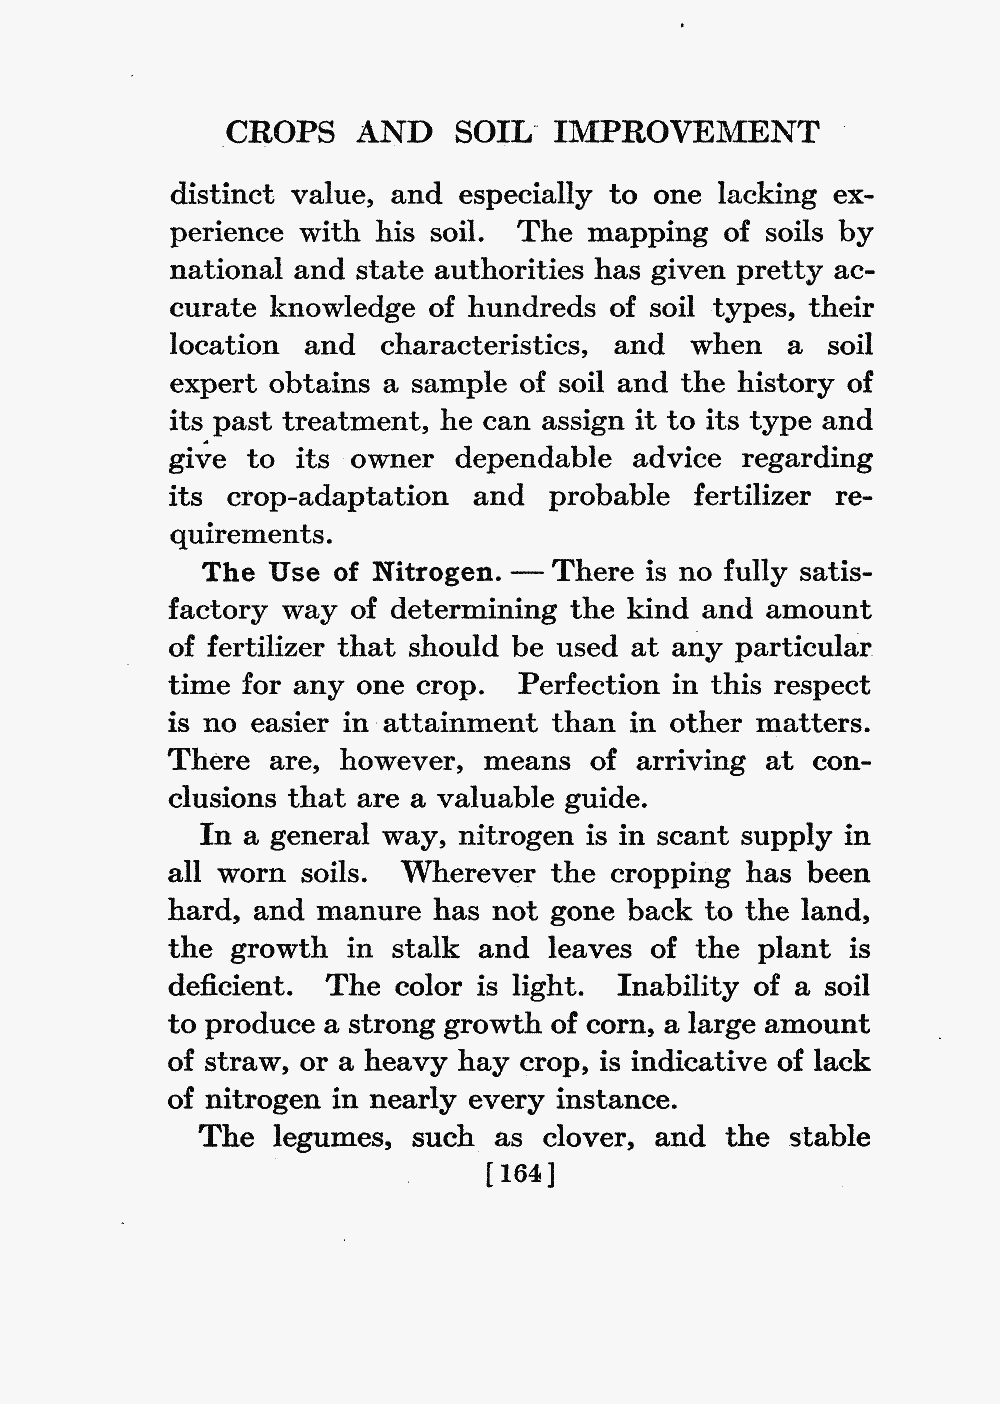 CROPS AND SOIL IMPROVEMENT
distinct value, and especially to one lacking ex-
perience with his soil. The mapping of soils by
national and state authorities has given pretty ac-
curate knowledge of hundreds of soil types, their
location and characteristics, and when a soil
expert obtains a sample of soil and the history of
its past treatment, he can assign it to its type and
give to its owner dependable advice regarding
its crop-adaptation and probable fertilizer re-
quirements.
The Use of Nitrogen. — There is no fully satis-
factory way of determining the kind and amount
of fertilizer that should be used at any particular
time for any one crop. Perfection in this respect
is no easier in attainment than in other matters.
There are, however, means of arriving at con-
clusions that are a valuable guide.
In a general way, nitrogen is in scant supply in
all worn soils. Wherever the cropping has been
hard, and manure has not gone back to the land,
the growth in stalk and leaves of the plant is
deficient. The color is light. Inability of a soil
to produce a strong growth of corn, a large amount
of straw, or a heavy hay crop, is indicative of lack
of nitrogen in nearly every instance.
The legumes, such as clover, and the stable
[164]